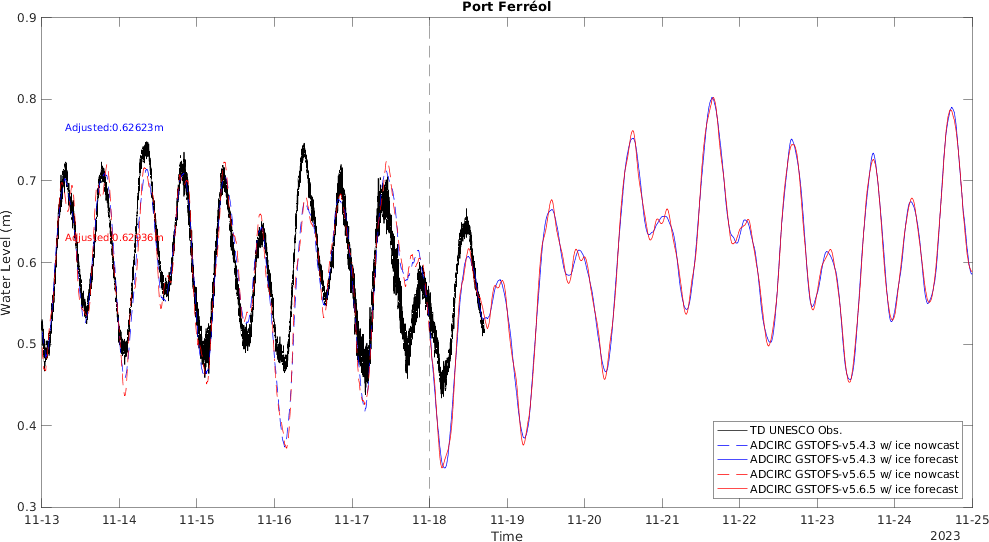 Port Ferréol
0.9
0.8
0.7
0.6
0.5
0.4
0.3
Water Level (m)
Adjusted:0.62623m
Adjusted:0.62936m
TD UNESCO Obs.
ADCIRC GSTOFS-v5.4.3 w/ ice nowcast
ADCIRC GSTOFS-v5.4.3 w/ ice forecast
ADCIRC GSTOFS-v5.6.5 w/ ice nowcast
ADCIRC GSTOFS-v5.6.5 w/ ice forecast
11-13 11-14 11-15 11-16 11-17 11-18 11-19 11-20 11-21 11-22 11-23 11-24 11-25
Time
2023